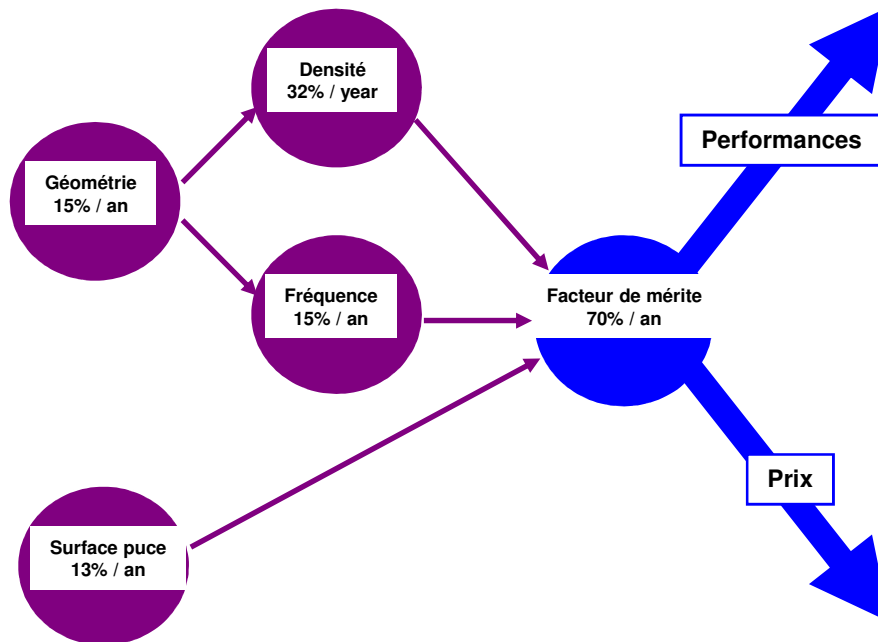 Densité
32% / year
Performances
Géométrie
15% / an
Fréquence
15% / an
Facteur de mérite
70% / an
Prix
Surface puce
13% / an